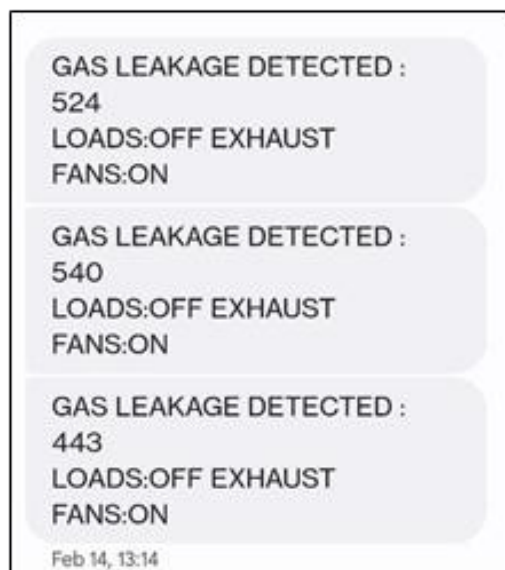 GAS LEAKAGE DETECTED :
524
LOADS:OFF EXHAUST
FANS:ON
GAS LEAKAGE DETECTED :
540
LOADS:OFF EXHAUST
FANS:ON
GAS LEAKAGE DETECTED :
443
LOADS:OFF EXHAUST
FANS:ON
Feb 14, 13:14